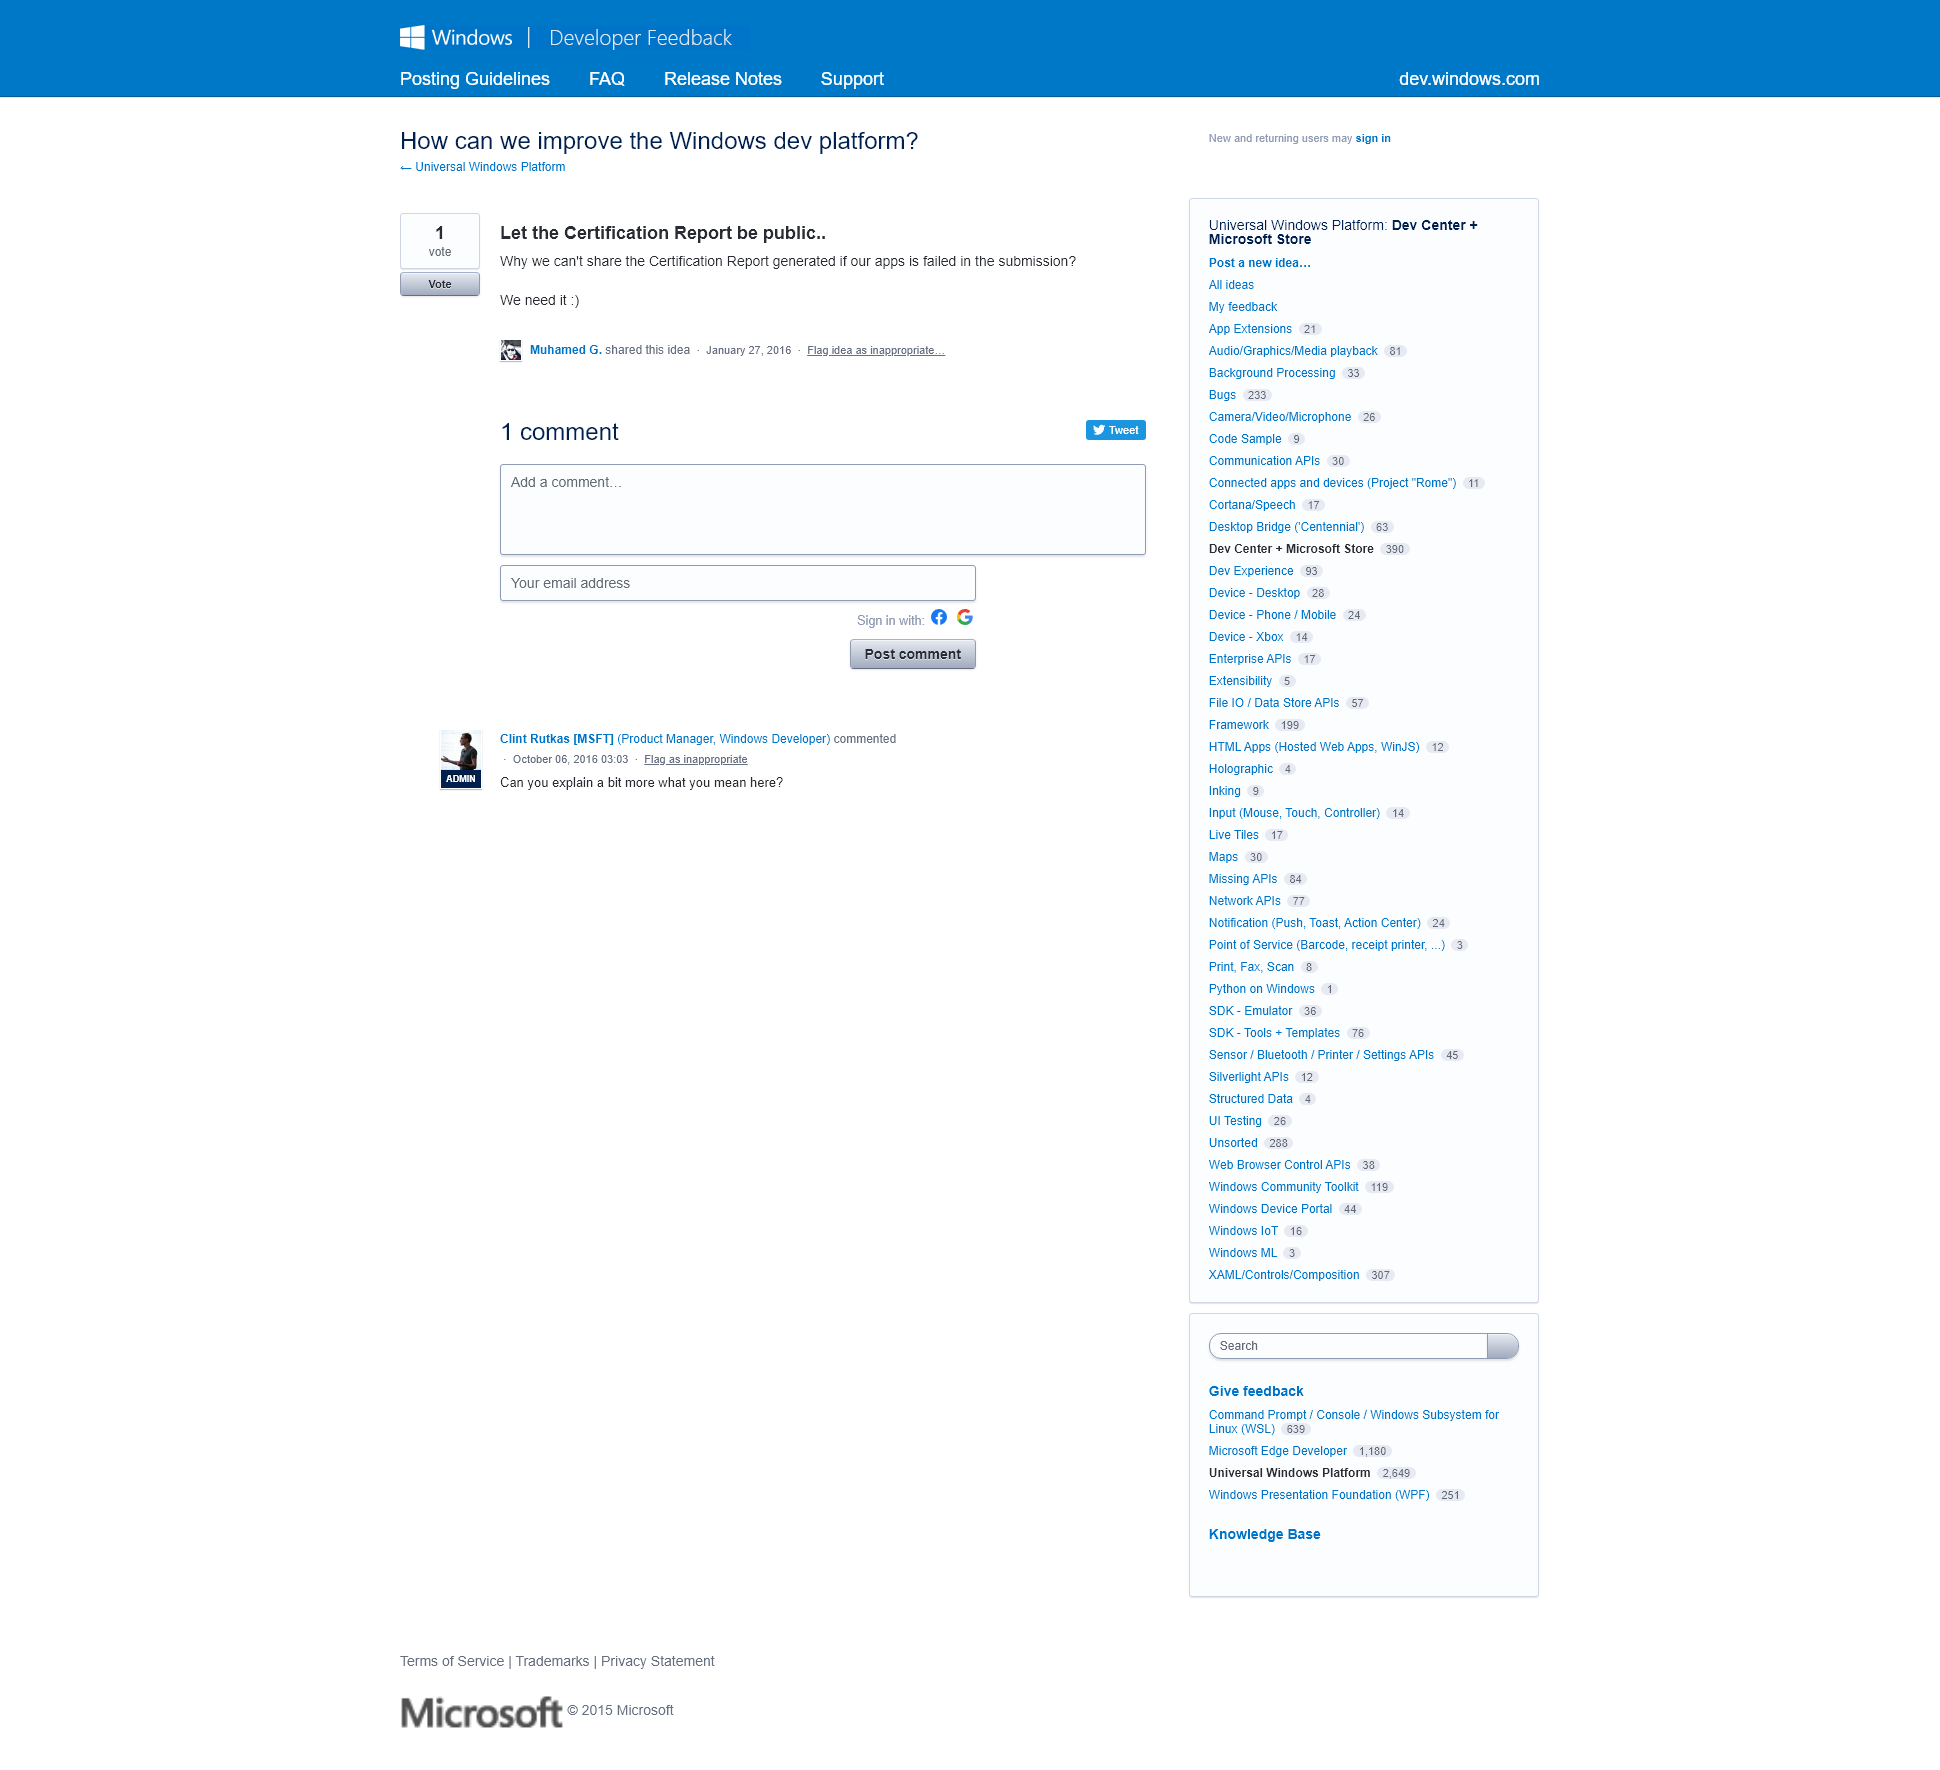 Windows | Developer Feedback
Posting Guidelines FAQ Release Notes Support dev.windows.com
How can we improve the Windows dev platform?
← Universal Windows Platform
New and returning users may sign in
1
vote
Vote
Let the Certification Report be public..
Why we can't share the Certification Report generated if our apps is failed in the submission?
We need it :)
Muhamed G. shared this idea · January 27, 2016 · Flag idea as inappropriate…
1 comment
Tweet
Add a comment…
Your email address
Sign in with:
Post comment
ADMIN
Clint Rutkas [MSFT] (Product Manager, Windows Developer) commented
· October 06, 2016 03:03 · Flag as inappropriate
Can you explain a bit more what you mean here?
Universal Windows Platform: Dev Center +
Microsoft Store
Post a new idea…
All ideas
My feedback
App Extensions 21
Audio/Graphics/Media playback 81
Background Processing 33
Bugs 233
Camera/Video/Microphone 26
Code Sample 9
Communication APIs 30
Connected apps and devices (Project "Rome") 11
Cortana/Speech 17
Desktop Bridge ('Centennial') 63
Dev Center + Microsoft Store 390
Dev Experience 93
Device - Desktop 28
Device - Phone / Mobile 24
Device - Xbox 14
Enterprise APIs 17
Extensibility 5
File IO / Data Store APIs 57
Framework 199
HTML Apps (Hosted Web Apps, WinJS) 12
Holographic 4
Inking 9
Input (Mouse, Touch, Controller) 14
Live Tiles 17
Maps 30
Missing APIs 84
Network APIs 77
Notification (Push, Toast, Action Center) 24
Point of Service (Barcode, receipt printer, ...) 3
Print, Fax, Scan 8
Python on Windows 1
SDK - Emulator 36
SDK - Tools + Templates 76
Sensor / Bluetooth / Printer / Settings APIs 45
Silverlight APIs 12
Structured Data 4
UI Testing 26
Unsorted 288
Web Browser Control APIs 38
Windows Community Toolkit 119
Windows Device Portal 44
Windows IoT 16
Windows ML 3
XAML/Controls/Composition 307
Search
Give feedback
Command Prompt / Console / Windows Subsystem for
Linux (WSL) 639
Microsoft Edge Developer 1,180
Universal Windows Platform 2,649
Windows Presentation Foundation (WPF) 251
Knowledge Base
Terms of Service | Trademarks | Privacy Statement
Microsoft © 2015 Microsoft